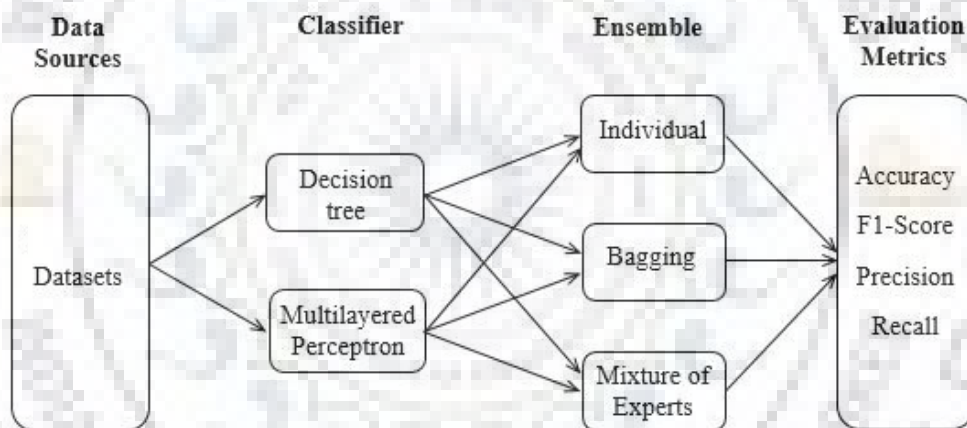 Data
Sources
Classifier
Ensemble
Evaluation
Metrics
Datasets
Decision
tree
Multilayered
Perceptron
Individual
Bagging
Mixture of
Experts
Accuracy
F1-Score
Precision
Recall